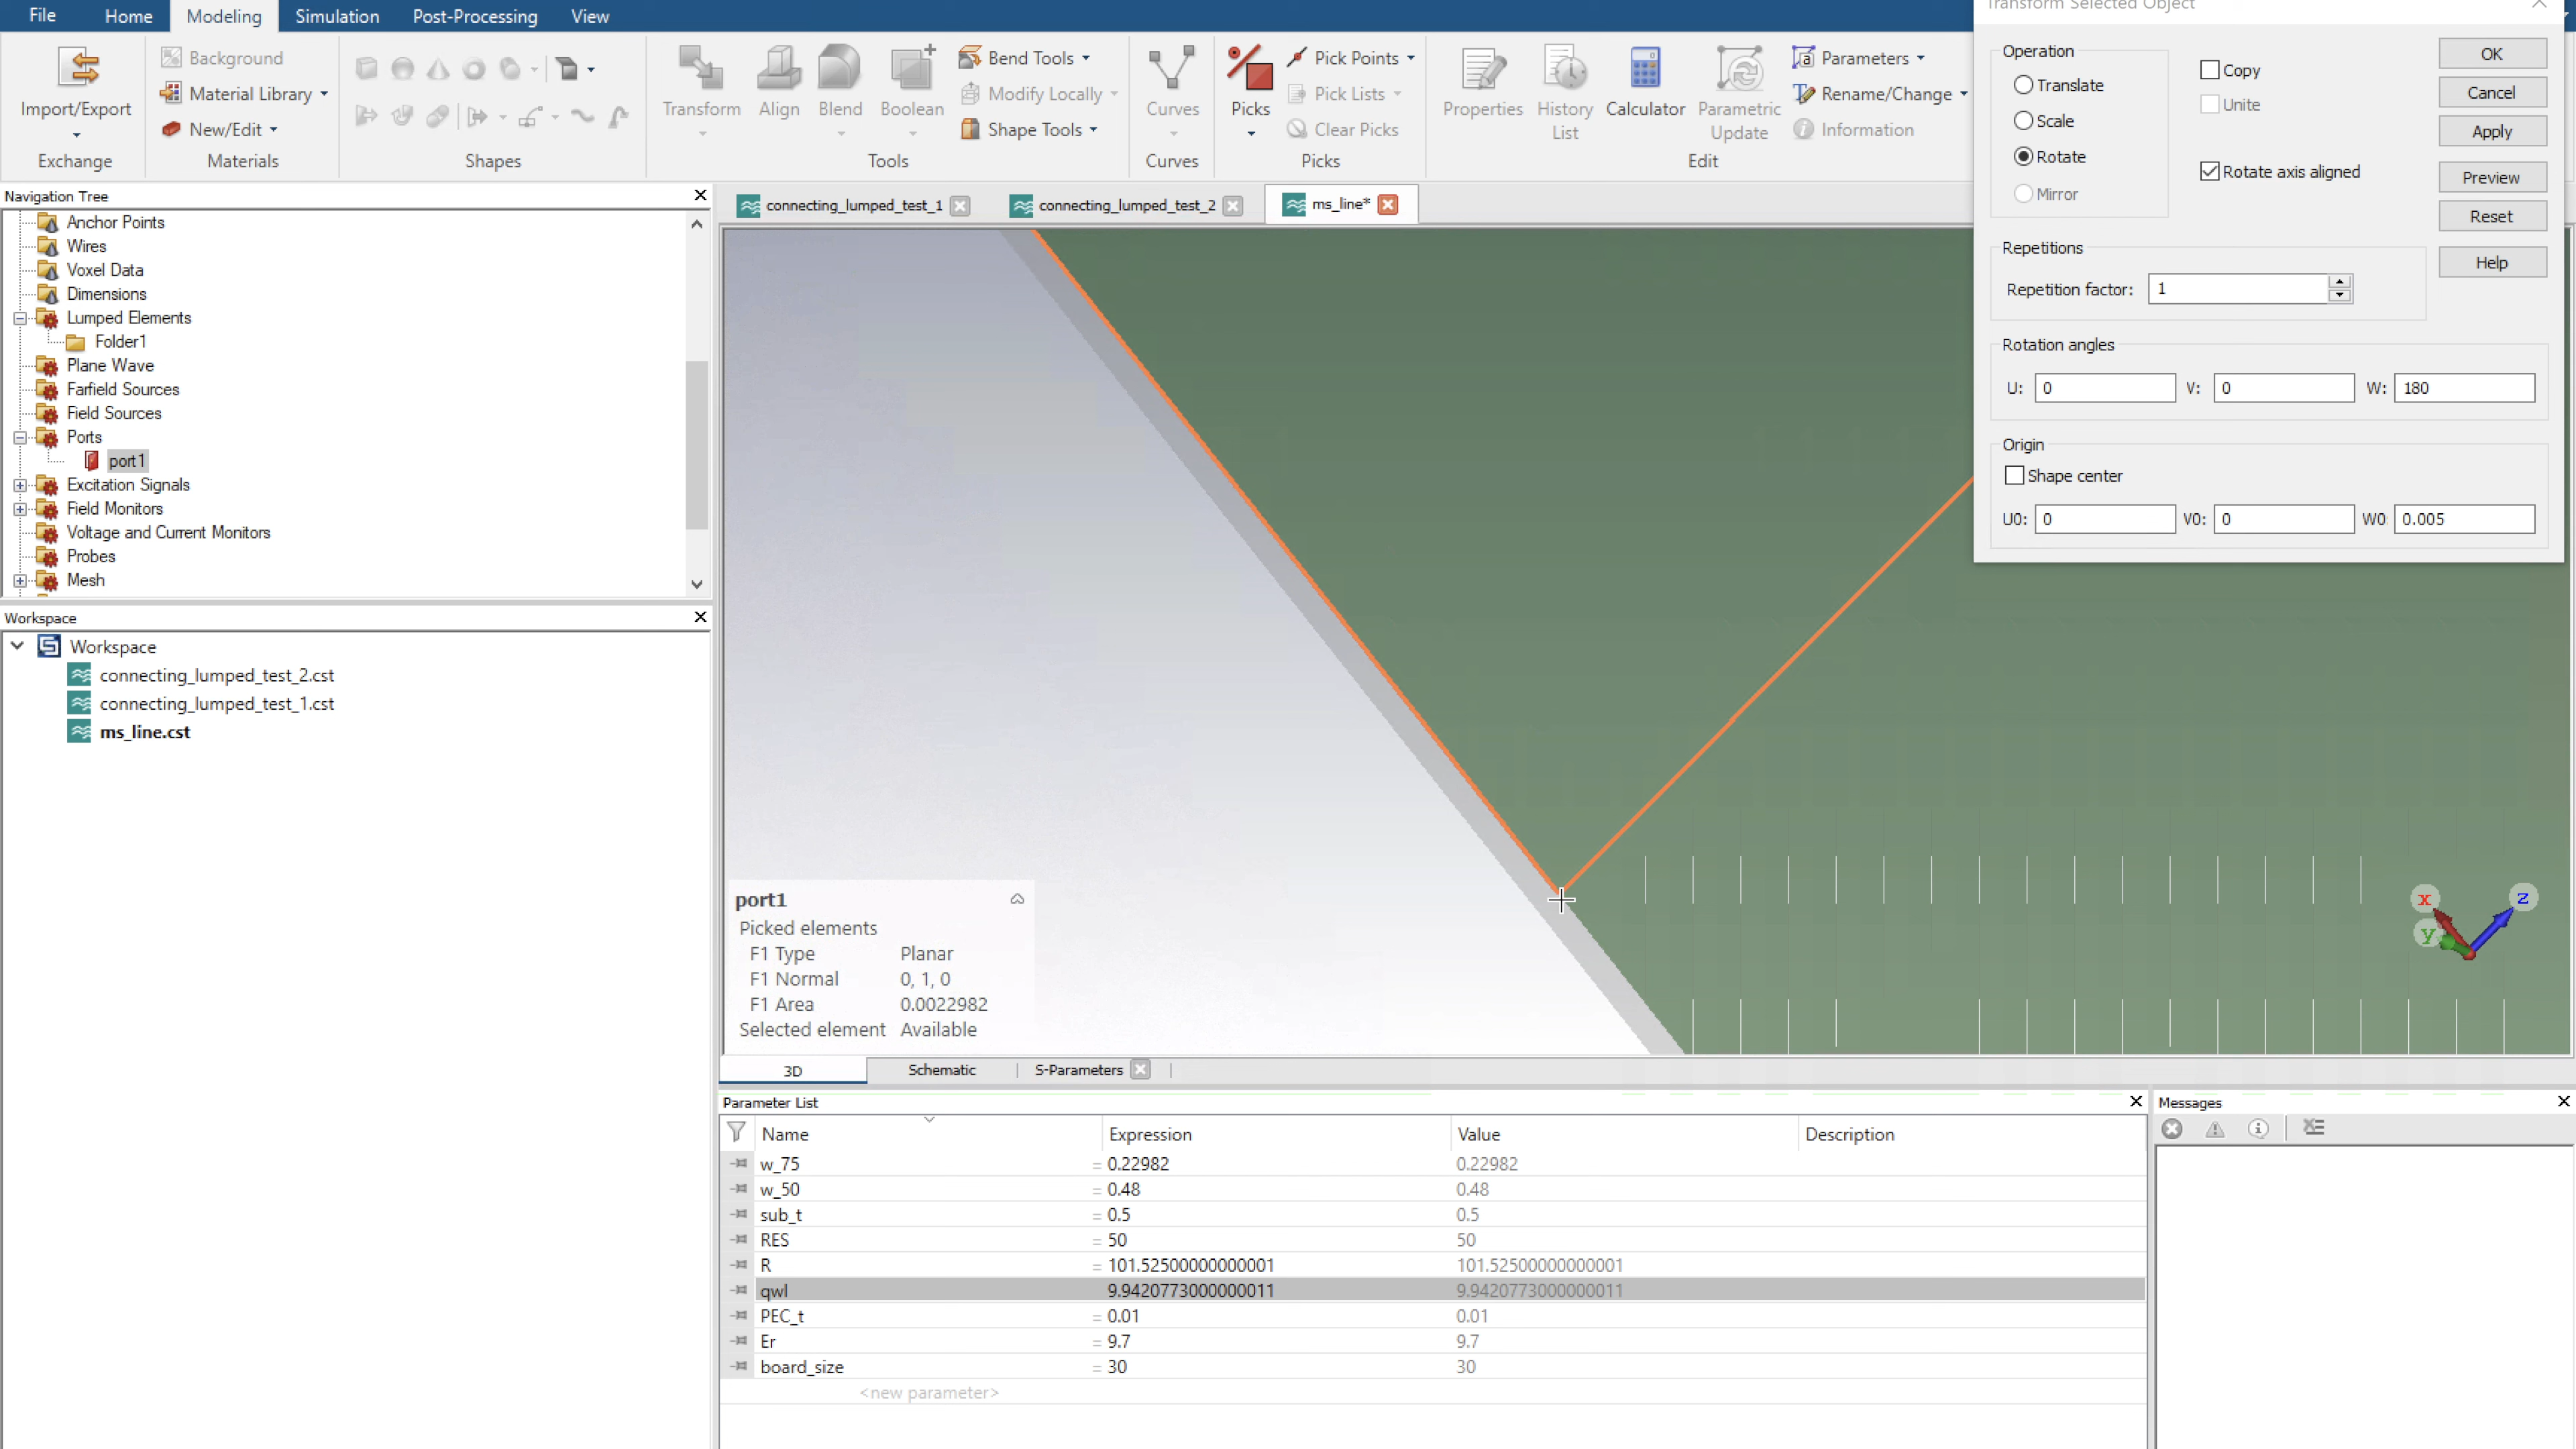 File Home Modeling Simulation Post-Processing View
Transform Selected Object
Import/Export
Exchange
Background
Material Library
New/Edit
Materials
Shapes
Transform
Align
Blend
Boolean
Bend Tools
Modify Locally
Shape Tools
Tools
Curves
Curves
Picks
Pick Points
Pick Lists
Clear Picks
Picks
Properties
History
List
Calculator
Parametric
Update
Parameters
Rename/Change
Information
Edit
Operation
Translate
Scale
Rotate
Mirror
Copy
Unite
Rotate axis aligned
OK
Cancel
Apply
Preview
Reset
Help
Repetitions
Repetition factor: 1
Rotation angles
U: 0 V: 0 W: 180
Origin
Shape center
U0: 0 V0: 0 W0 0.005
Navigation Tree
Anchor Points
Wires
Voxel Data
Dimensions
Lumped Elements
Folder1
Plane Wave
Farfield Sources
Field Sources
Ports
port1
Excitation Signals
Field Monitors
Voltage and Current Monitors
Probes
Mesh
connecting_lumped_test_1 connecting_lumped_test_2 ms_line*
Workspace
Workspace
connecting_lumped_test_2.cst
connecting_lumped_test_1.cst
ms_line.cst
port1
Picked elements
F1 Type Planar
F1 Normal 0, 1, 0
F1 Area 0.0022982
Selected element Available
x
y
z
3D Schematic S-Parameters
Parameter List
Name Expression Value Description
w_75 = 0.22982 0.22982
w_50 = 0.48 0.48
sub_t = 0.5 0.5
RES = 50 50
R = 101.52500000000001 101.52500000000001
qwl 9.9420773000000011 9.9420773000000011
PEC_t = 0.01 0.01
Er = 9.7 9.7
board_size = 30 30
<new parameter>
Messages